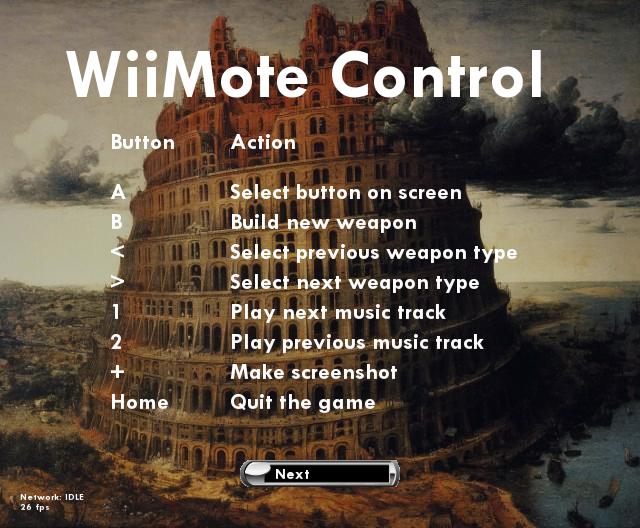 WiiMote Control
Button Action
A Select button on screen
B Build new weapon
< Select previous weapon type
> Select next weapon type
1 Play next music track
2 Play previous music track
+ Make screenshot
Home Quit the game
Next
Network: IDLE
26 fps